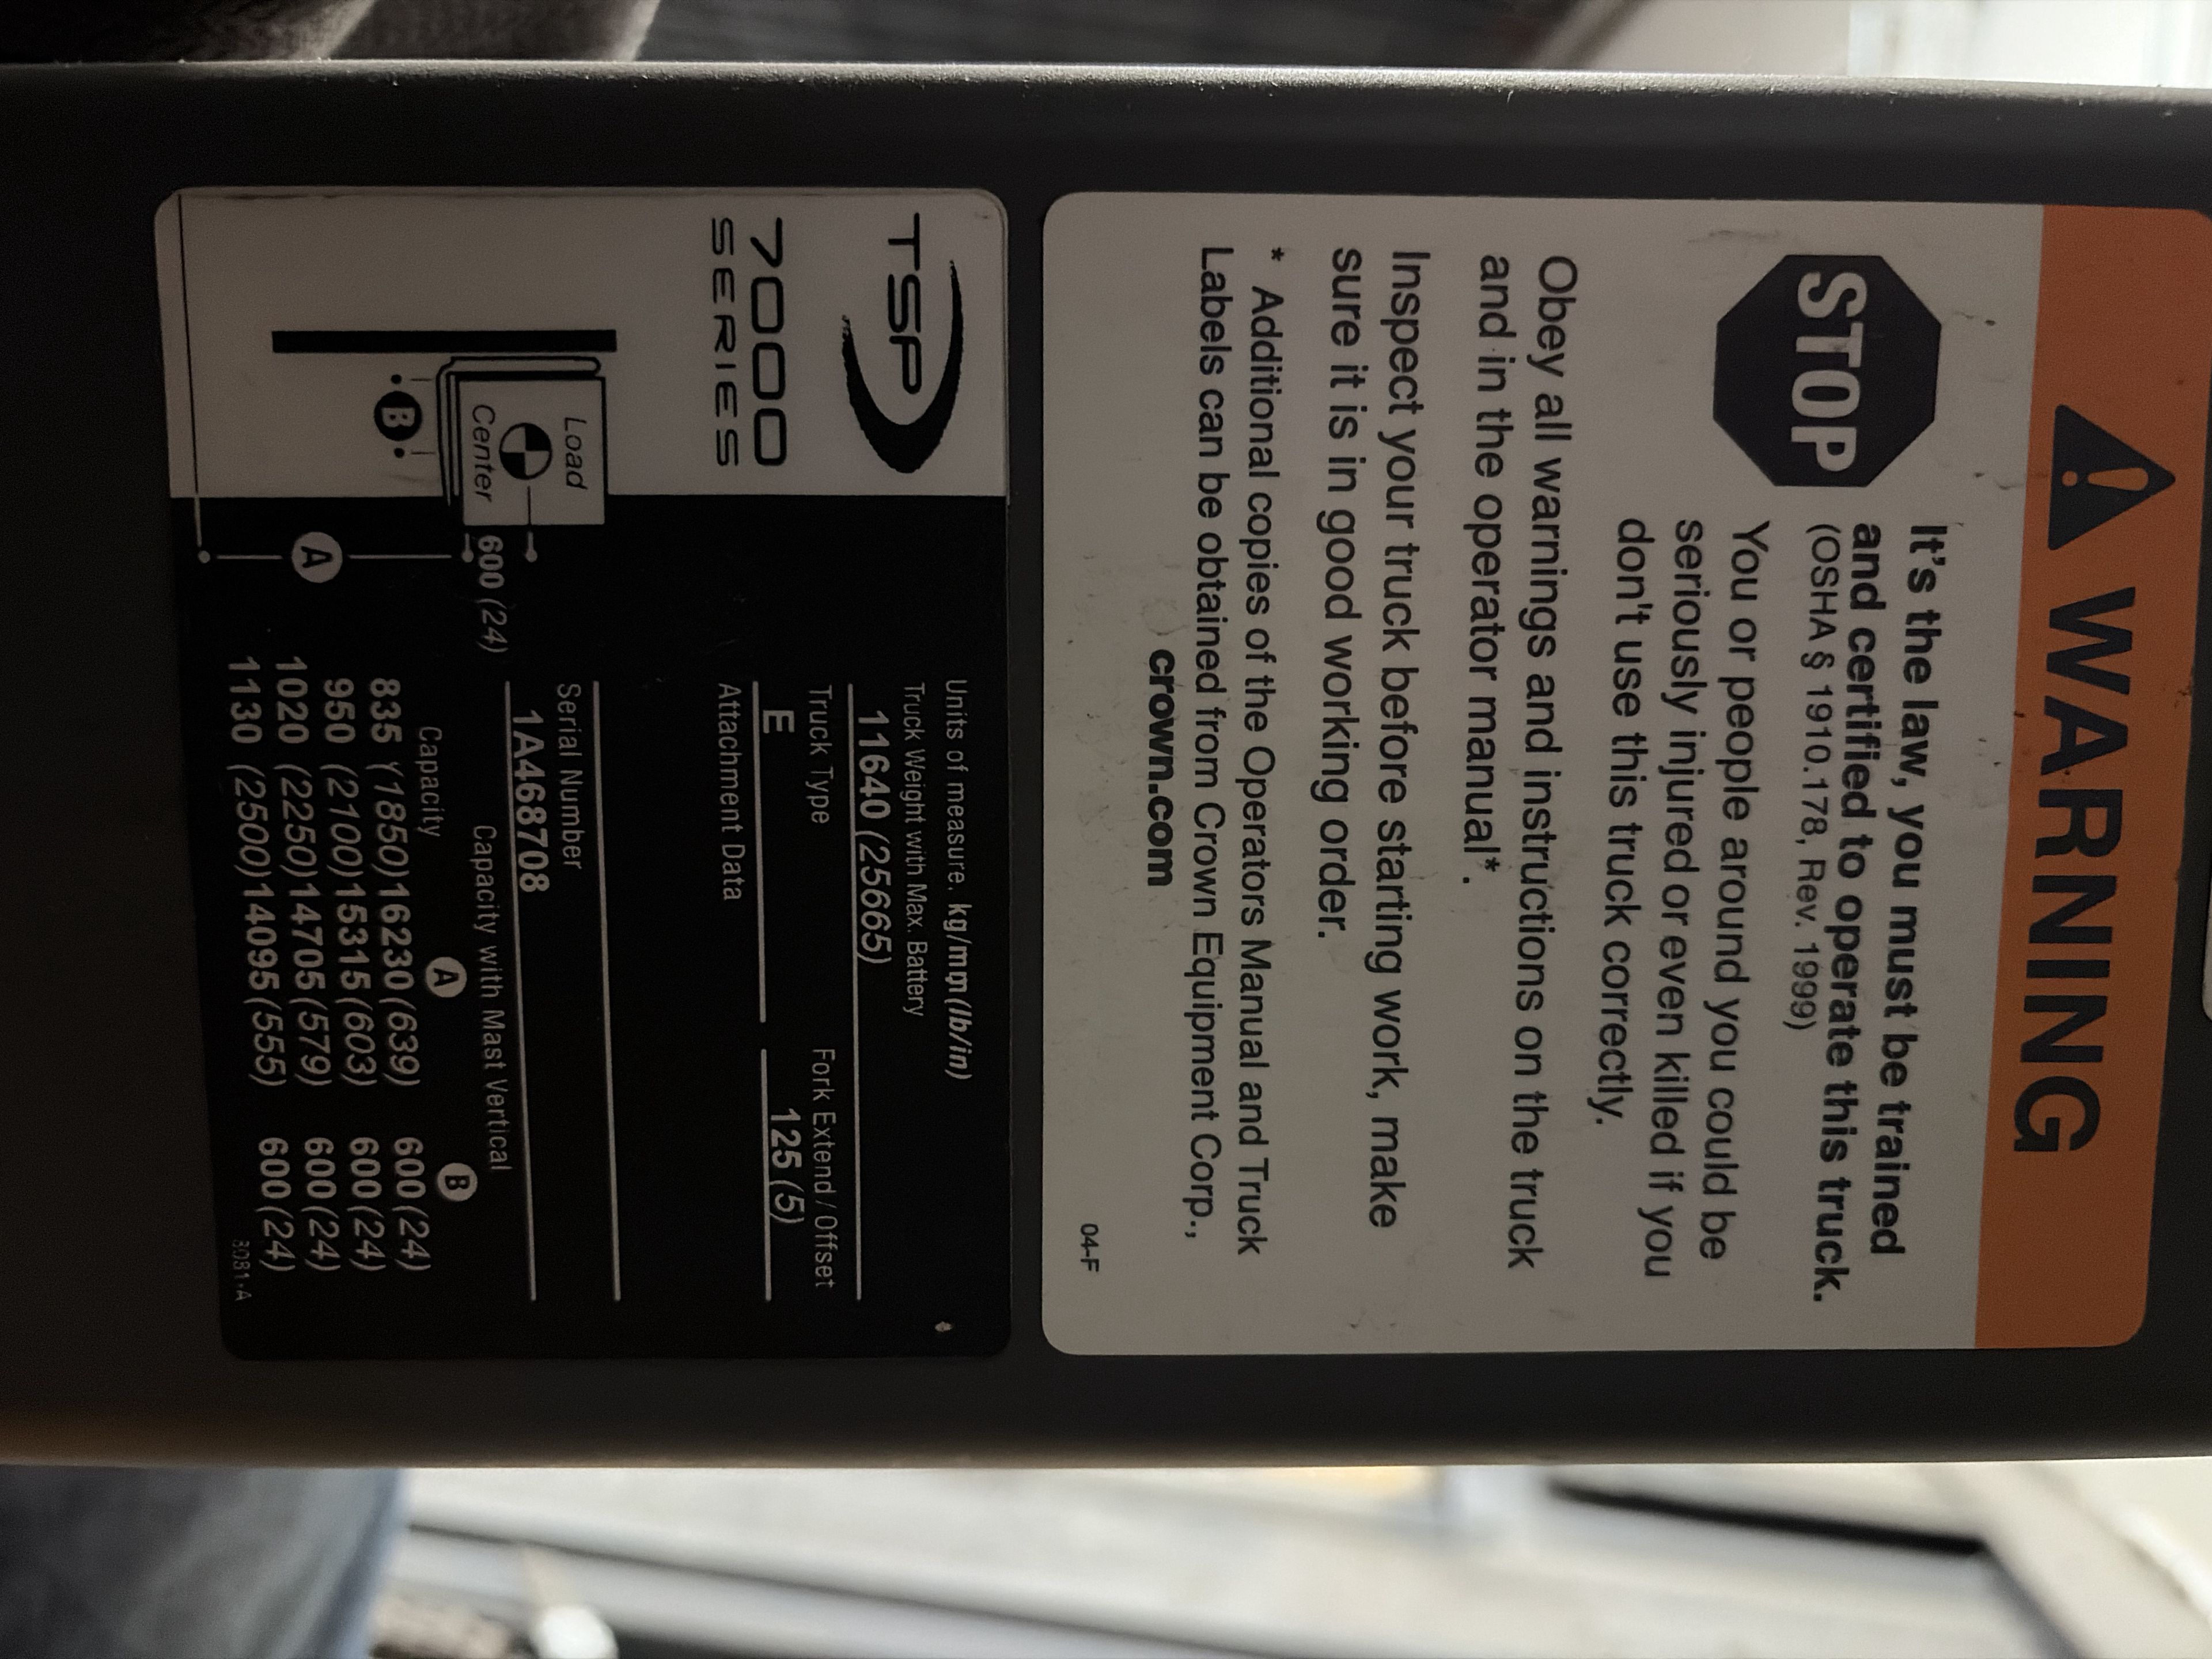 WARNING
STOP
It's the law, you must be trained
and certified to operate this truck.
(OSHA § 1910.178, Rev. 1999)
You or people around you could be
seriously injured or even killed if you
don't use this truck correctly.
Obey all warnings and instructions on the truck
and in the operator manual*.
Inspect your truck before starting work, make
sure it is in good working order.
* Additional copies of the Operators Manual and Truck
Labels can be obtained from Crown Equipment Corp.,
crown.com
04-F
TSP
7000
SERIES
Units of measure. kg/mm (lb/in)
Truck Weight with Max. Battery
11640 (25665)
Truck Type Fork Extend / Offset
E 125 (5)
Attachment Data
Serial Number
1A468708
Load
Center
600 (24)
B
A
Capacity with Mast Vertical
Capacity A B
835 (1850) 16230 (639) 600 (24)
950 (2100) 15315 (603) 600 (24)
1020 (2250) 14705 (579) 600 (24)
1130 (2500) 14095 (555) 600 (24)